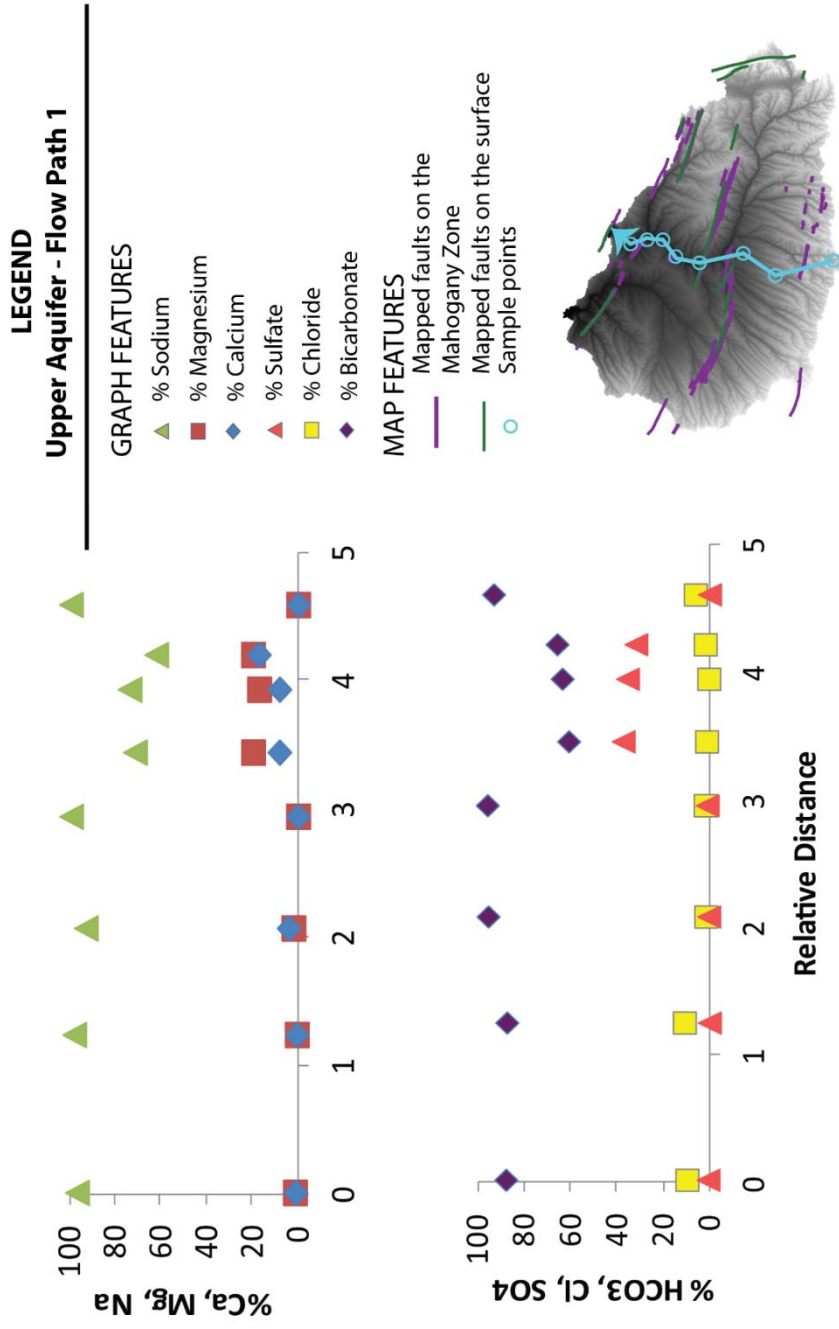 LEGEND
Upper Aquifer - Flow Path 1
GRAPH FEATURES
% Sodium
% Magnesium
% Calcium
% Sulfate
% Chloride
% Bicarbonate
MAP FEATURES
Mapped faults on the
Mahogany Zone
Mapped faults on the surface
Sample points
%Ca, Mg, Na
100
80
60
40
20
0
0
1
2
3
4
5
% HCO3, Cl, SO4
100
80
60
40
20
0
0
1
2
3
4
5
Relative Distance